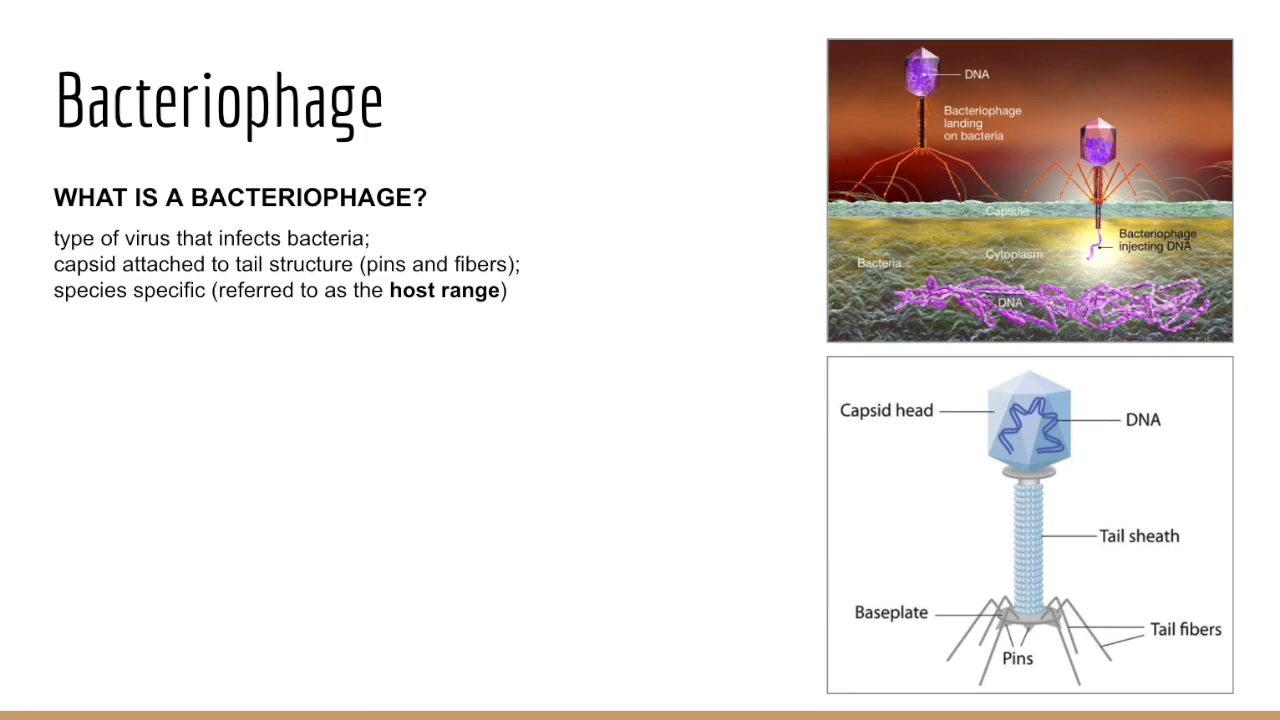 Bacteriophage
WHAT IS A BACTERIOPHAGE?
type of virus that infects bacteria;
capsid attached to tail structure (pins and fibers);
species specific (referred to as the host range)
DNA
Bacteriophage
landing
on bacteria
Capsule
Bacteriophage
injecting DNA
Cytoplasm
Bacteria
DNA
Capsid head
DNA
Tail sheath
Baseplate
Tail fibers
Pins